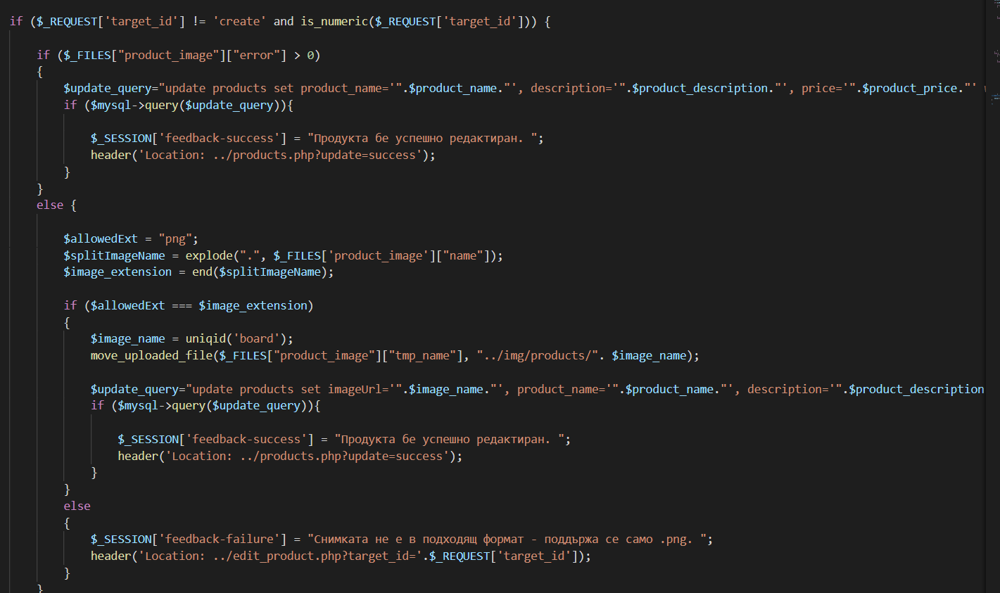 if ($_REQUEST['target_id'] != 'create' and is_numeric($_REQUEST['target_id'])) {
if ($_FILES["product_image"]["error"] > 0)
{
$update_query="update products set product_name='".$product_name."', description='".$product_description."', price='".$product_price."'
if ($mysql->query($update_query)){
$_SESSION['feedback-success'] = "Продукта бе успешно редактиран. ";
header('Location: ../products.php?update=success');
}
}
else {
$allowedExt = "png";
$splitImageName = explode(".", $_FILES['product_image']["name"]);
$image_extension = end($splitImageName);
if ($allowedExt === $image_extension)
{
$image_name = uniqid('board');
move_uploaded_file($_FILES["product_image"]["tmp_name"], "../img/products/". $image_name);
$update_query="update products set imageUrl='".$image_name."', product_name='".$product_name."', description='".$product_description
if ($mysql->query($update_query)){
$_SESSION['feedback-success'] = "Продукта бе успешно редактиран. ";
header('Location: ../products.php?update=success');
}
}
else
{
$_SESSION['feedback-failure'] = "Снимката не е в подходящ формат - поддържа се само .png. ";
header('Location: ../edit_product.php?target_id='.$_REQUEST['target_id']);
}
}